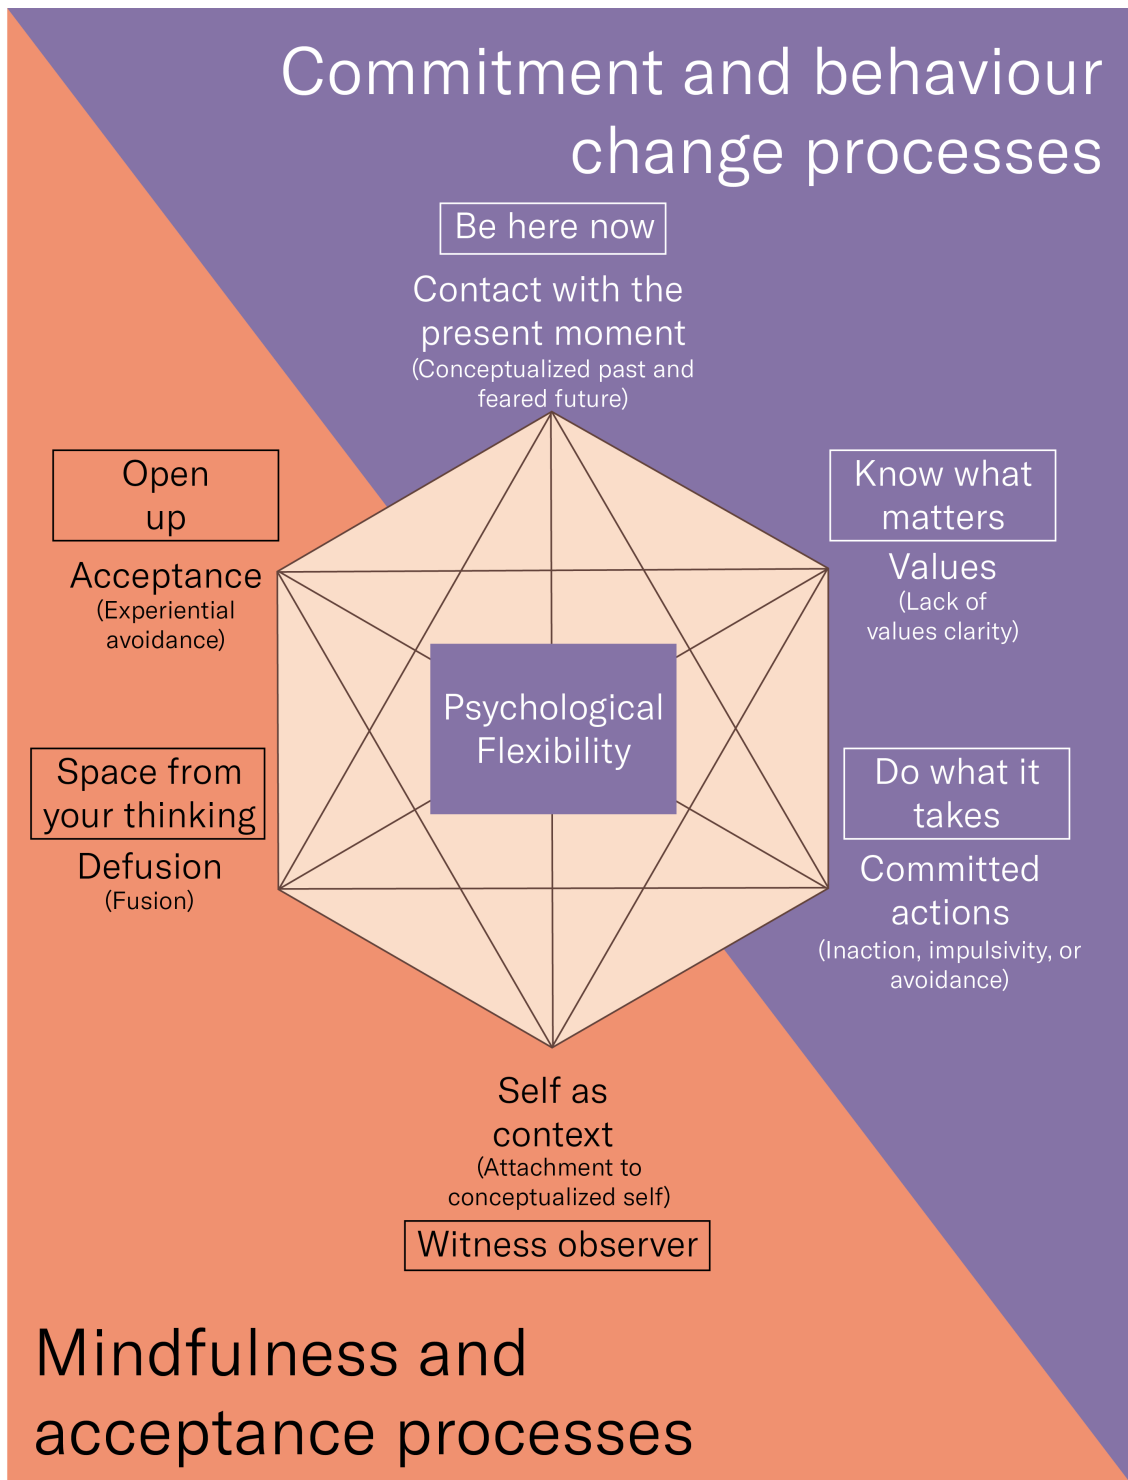 Commitment and behaviour
change processes
Be here now
Contact with the
present moment
(Conceptualized past and
feared future)
Open
up
Acceptance
(Experiential
avoidance)
Know what
matters
Values
(Lack of
values clarity)
Psychological
Flexibility
Space from
your thinking
Defusion
(Fusion)
Do what it
takes
Committed
actions
(Inaction, impulsivity, or
avoidance)
Self as
context
(Attachment to
conceptualized self)
Witness observer
Mindfulness and
acceptance processes